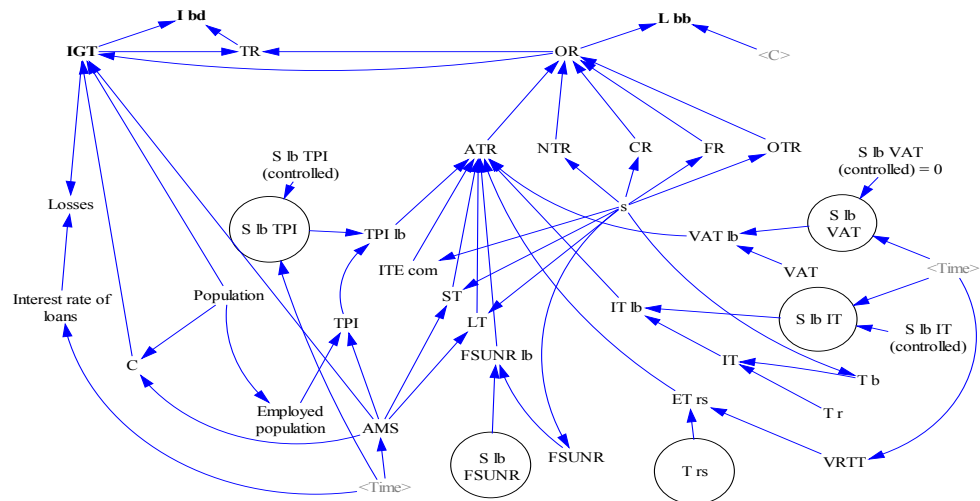 I bd
L bb
IGT
TR
OR
<C>
ATR
NTR
CR
FR
OTR
S lb TPI
(controlled)
S lb VAT
(controlled) = 0
Losses
S lb TPI
TPI lb
s
S lb
VAT
VAT lb
ITE com
VAT
<Time>
Interest rate of
loans
Population
ST
IT lb
S lb IT
TPI
LT
S lb IT
(controlled)
C
FSUNR lb
IT
T b
ET rs
Employed
population
AMS
T r
S lb
FSUNR
FSUNR
T rs
VRTT
<Time>